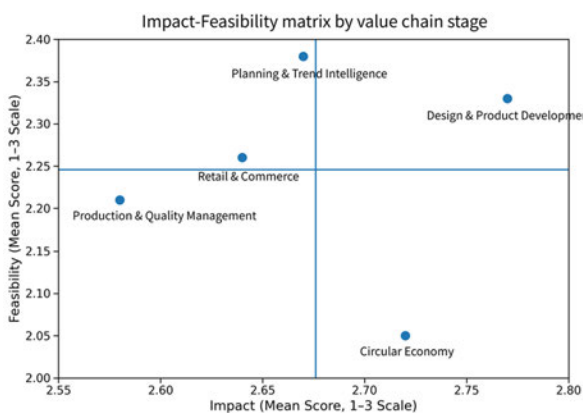 Impact-Feasibility matrix by value chain stage
2.40
2.35
2.30
2.25
2.20
2.15
2.10
2.05
2.00
Feasibility (Mean Score, 1–3 Scale)
Planning & Trend Intelligence
Design & Product Developme
Retail & Commerce
Production & Quality Management
Circular Economy
2.55 2.60 2.65 2.70 2.75 2.80
Impact (Mean Score, 1–3 Scale)